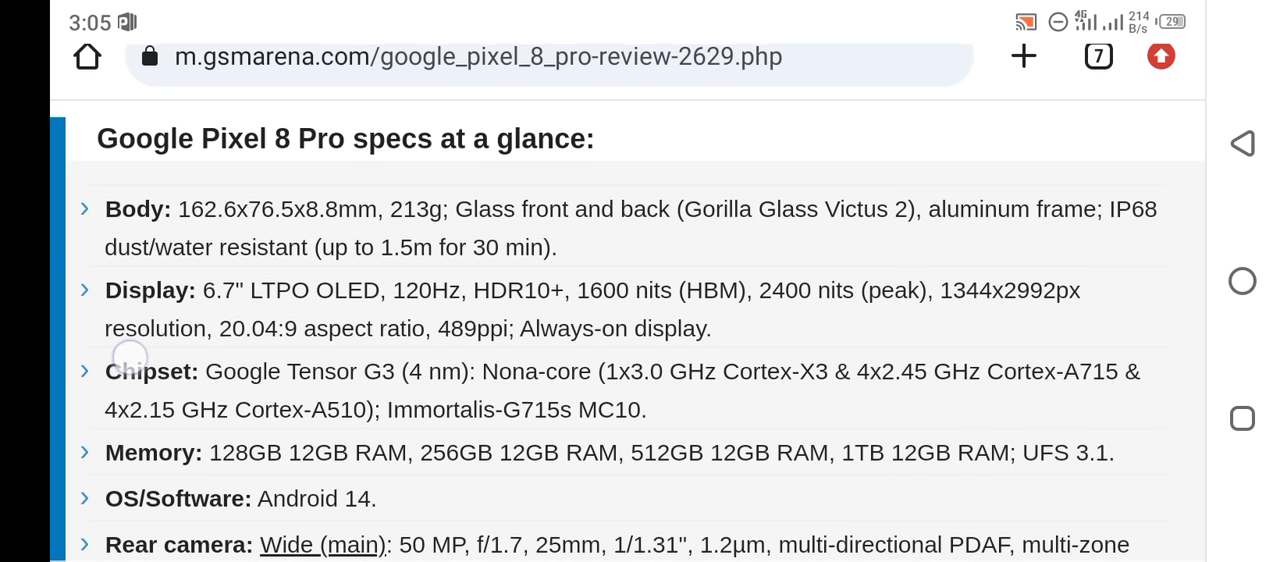 3:05
4G
214
B/s
29
m.gsmarena.com/google_pixel_8_pro-review-2629.php
7
Google Pixel 8 Pro specs at a glance:
Body: 162.6x76.5x8.8mm, 213g; Glass front and back (Gorilla Glass Victus 2), aluminum frame; IP68
dust/water resistant (up to 1.5m for 30 min).
Display: 6.7" LTPO OLED, 120Hz, HDR10+, 1600 nits (HBM), 2400 nits (peak), 1344x2992px
resolution, 20.04:9 aspect ratio, 489ppi; Always-on display.
Chipset: Google Tensor G3 (4 nm): Nona-core (1x3.0 GHz Cortex-X3 & 4x2.45 GHz Cortex-A715 &
4x2.15 GHz Cortex-A510); Immortalis-G715s MC10.
Memory: 128GB 12GB RAM, 256GB 12GB RAM, 512GB 12GB RAM, 1TB 12GB RAM; UFS 3.1.
OS/Software: Android 14.
Rear camera: Wide (main): 50 MP, f/1.7, 25mm, 1/1.31", 1.2µm, multi-directional PDAF, multi-zone